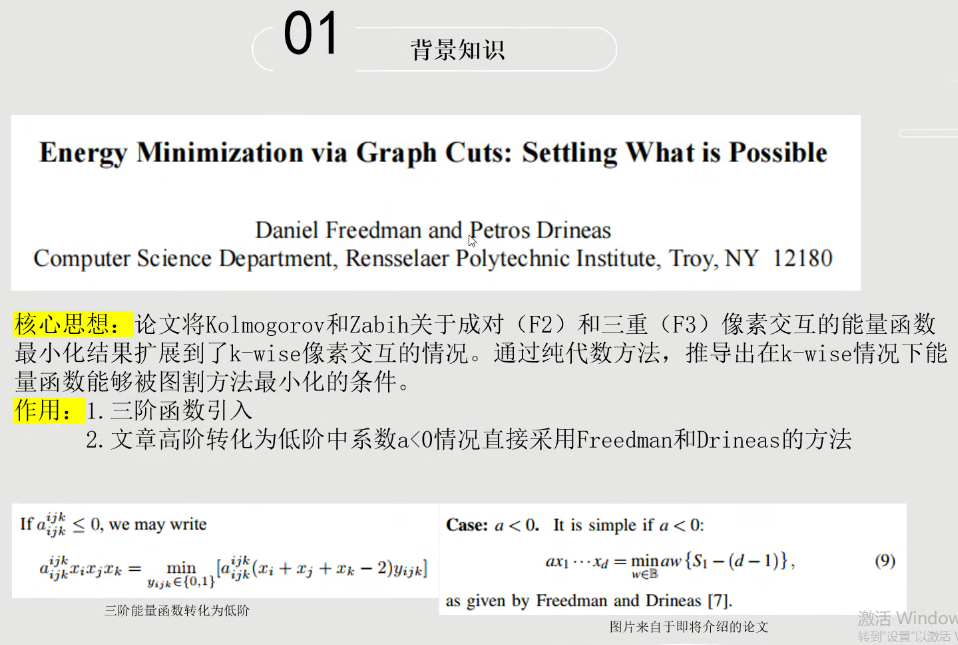 01
背景知识
Energy Minimization via Graph Cuts: Settling What is Possible
Daniel Freedman and Petros Drineas
Computer Science Department, Rensselaer Polytechnic Institute, Troy, NY 12180
核心思想：论文将Kolmogorov和Zabih关于成对（F2）和三重（F3）像素交互的能量函数
最小化结果扩展到了k-wise像素交互的情况。通过纯代数方法，推导出在k-wise情况下能
量函数能够被图割方法最小化的条件。
作用：1.三阶函数引入
2.文章高阶转化为低阶中系数a<0情况直接采用Freedman和Drineas的方法
If a_{ijk}^{ijk} ≤ 0, we may write
a_{ijk}^{ijk} x_i x_j x_k = min_{y_{ijk}∈{0,1}} [a_{ijk}^{ijk}(x_i + x_j + x_k − 2)y_{ijk}]
三阶能量函数转化为低阶
Case: a < 0. It is simple if a < 0:
ax_1 ⋯ x_d = min_{w∈𝔹} aw {S_1 − (d − 1)}, (9)
as given by Freedman and Drineas [7].
图片来自于即将介绍的论文
激活 Window
转到"设置"以激活 W